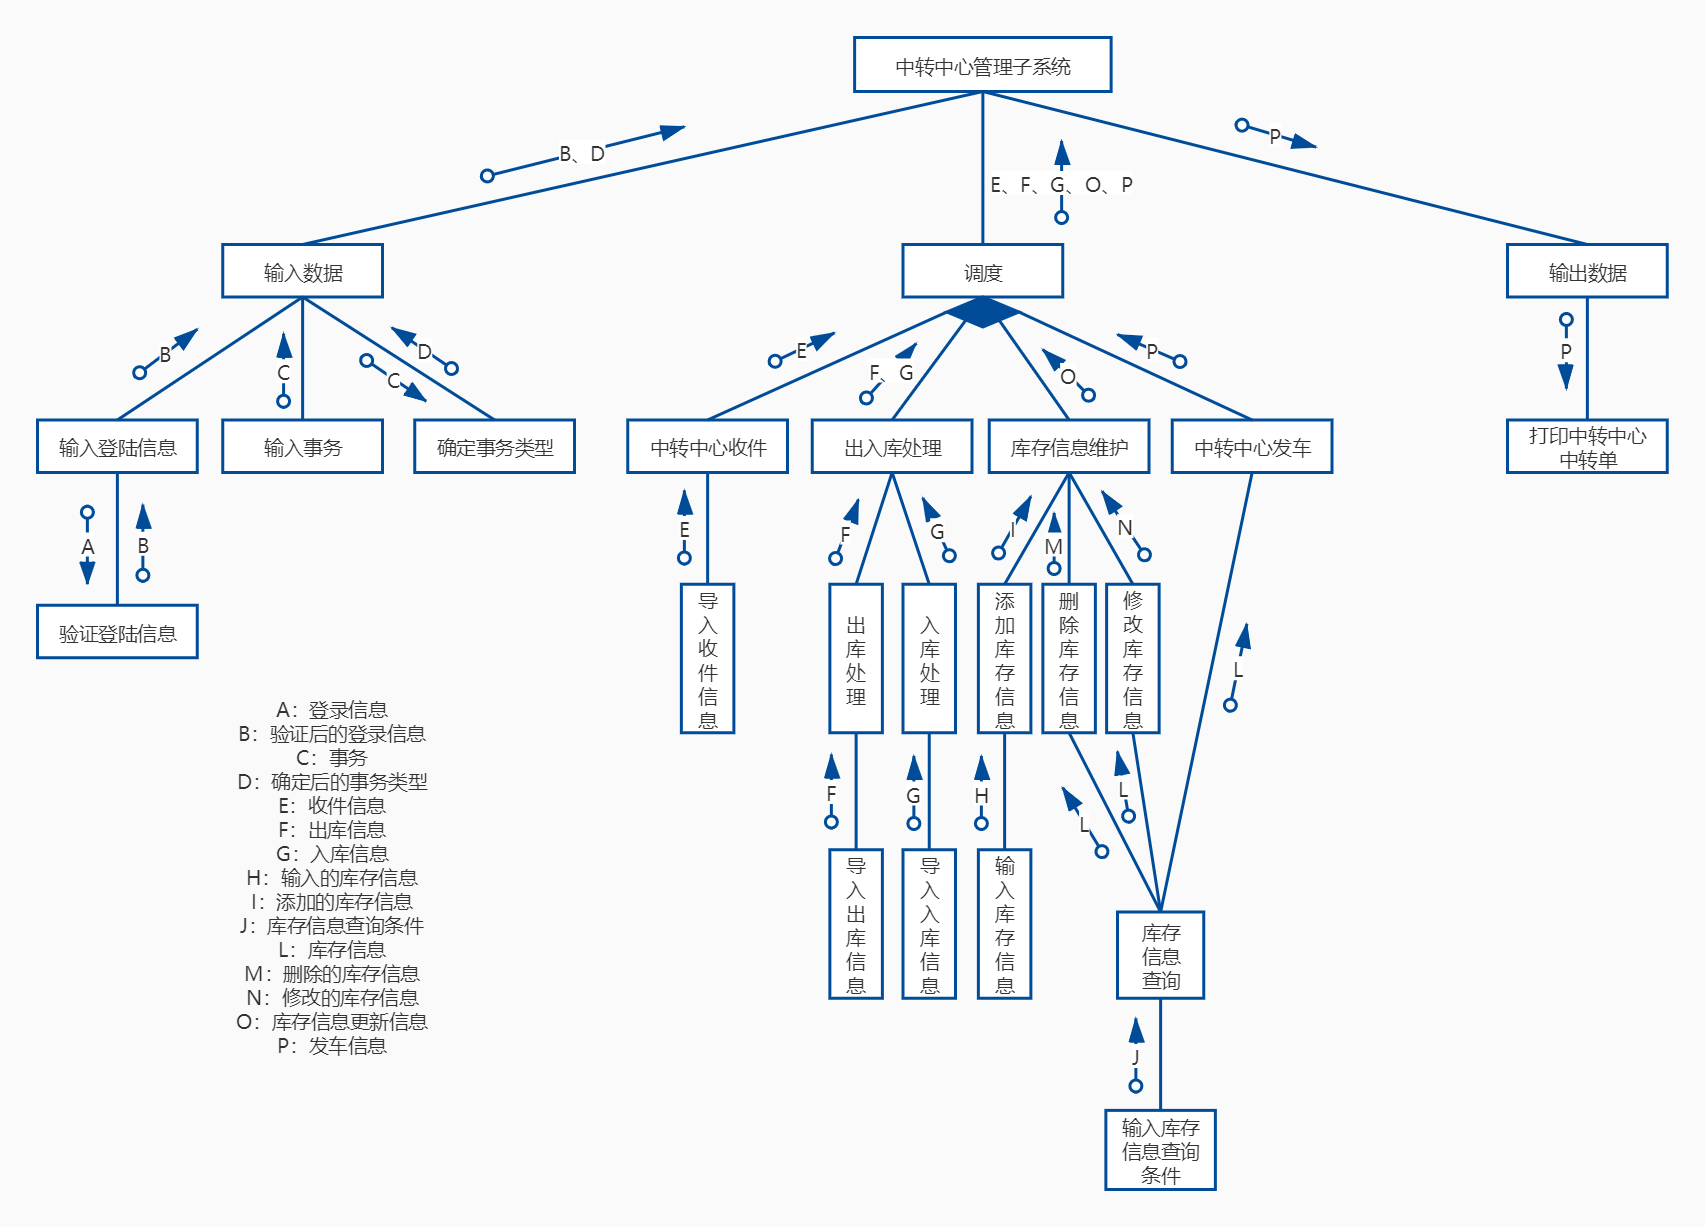 中转中心管理子系统
B、D
P
E、F、G、O、P
输入数据
调度
输出数据
B
C
D
C
E
F、G
O
P
P
输入登陆信息
输入事务
确定事务类型
中转中心收件
出入库处理
库存信息维护
中转中心发车
打印中转中心
中转单
A
B
E
F
G
I
M
N
验证登陆信息
导入收件信息
出库处理
入库处理
添加库存信息
删除库存信息
修改库存信息
L
A：登录信息
B：验证后的登录信息
C：事务
D：确定后的事务类型
E：收件信息
F：出库信息
G：入库信息
H：输入的库存信息
I：添加的库存信息
J：库存信息查询条件
L：库存信息
M：删除的库存信息
N：修改的库存信息
O：库存信息更新信息
P：发车信息
F
G
H
L
L
导入出库信息
导入入库信息
输入库存信息
库存
信息
查询
J
输入库存
信息查询
条件